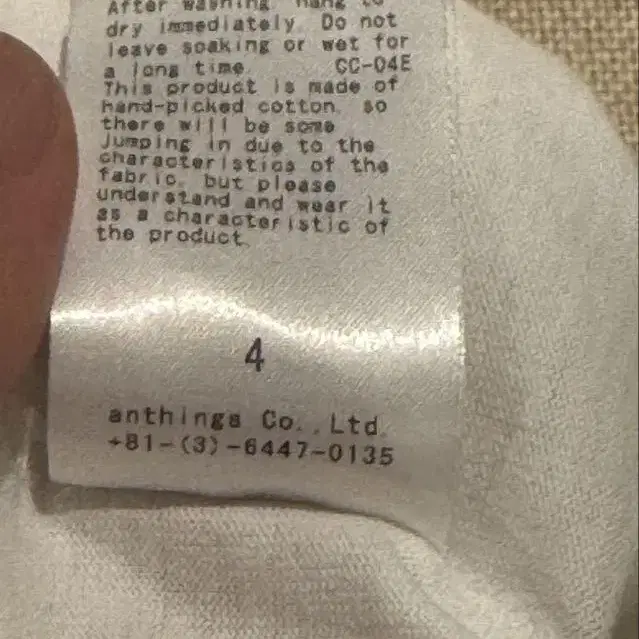 After washing, hang to
dry immediately. Do not
leave soaking or wet for
a long time. CC-04E
This product is made of
hand-picked cotton, so
there will be some
jumping in due to the
characteristics of the
fabric, but please
understand and wear it
as a characteristic of
the product.
4
anthings Co.,Ltd.
+81-(3)-6447-0135